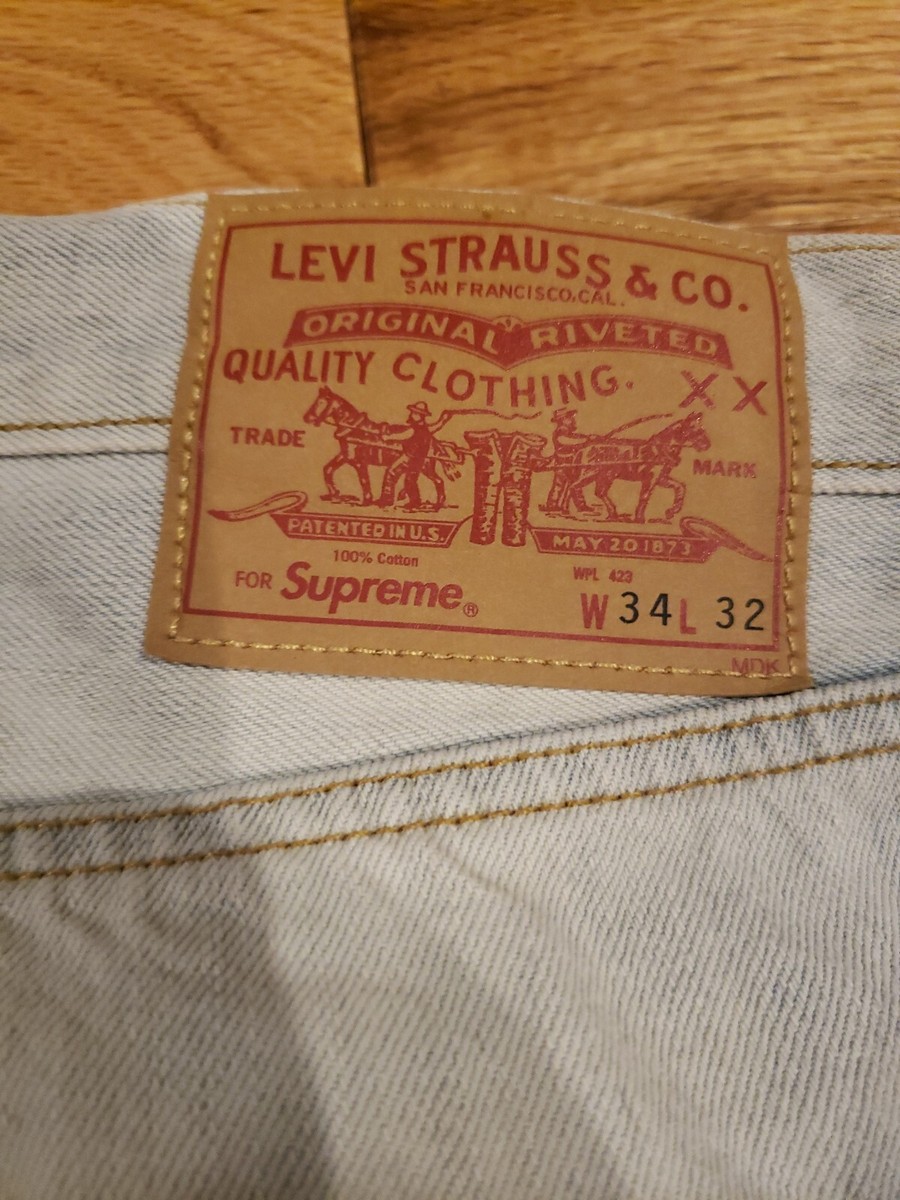 LEVI STRAUSS & CO.
SAN FRANCISCO, CAL.
ORIGINAL RIVETED
QUALITY CLOTHING. XX
TRADE MARK
PATENTED IN U.S. MAY 20 1873
100% Cotton
WPL 423
FOR Supreme®
W 34 L 32
MDK